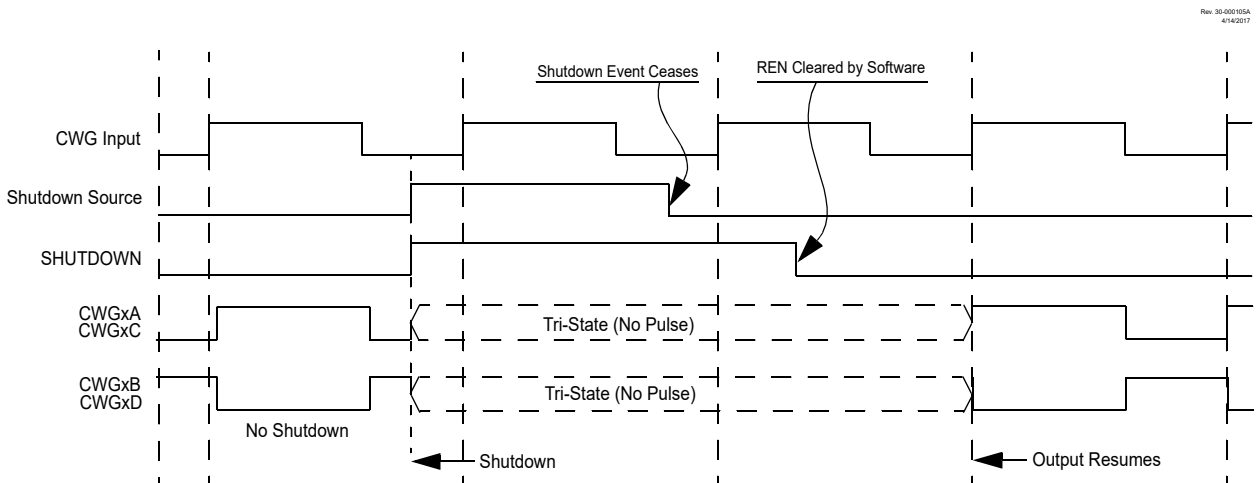 Rev. 30-000105A
4/14/2017
Shutdown Event Ceases
REN Cleared by Software
CWG Input
Shutdown Source
SHUTDOWN
CWGxA
CWGxC
Tri-State (No Pulse)
CWGxB
CWGxD
Tri-State (No Pulse)
No Shutdown
Shutdown
Output Resumes